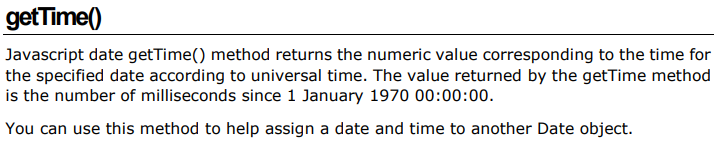 getTime()
Javascript date getTime() method returns the numeric value corresponding to the time for
the specified date according to universal time. The value returned by the getTime method
is the number of milliseconds since 1 January 1970 00:00:00.
You can use this method to help assign a date and time to another Date object.